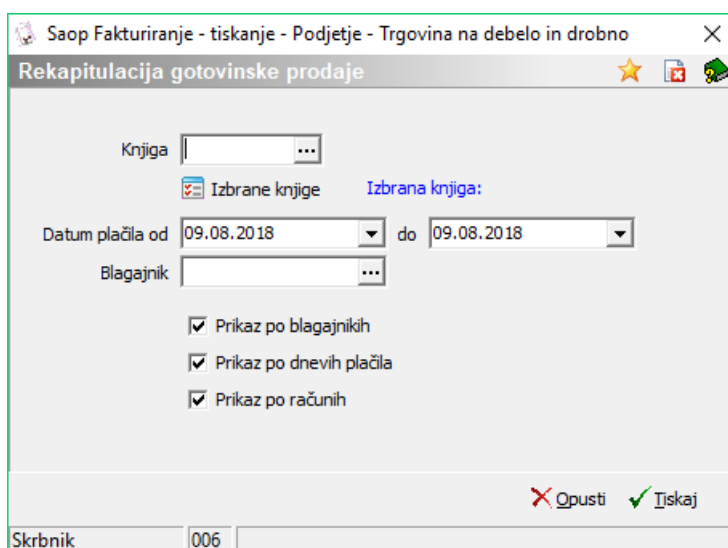 Saop Fakturiranje - tiskanje - Podjetje - Trgovina na debelo in drobno
Rekapitulacija gotovinske prodaje
Knjiga
Izbrane knjige Izbrana knjiga:
Datum plačila od 09.08.2018 do 09.08.2018
Blagajnik
Prikaz po blagajnikih
Prikaz po dnevih plačila
Prikaz po računih
Opusti Tiskaj
Skrbnik 006